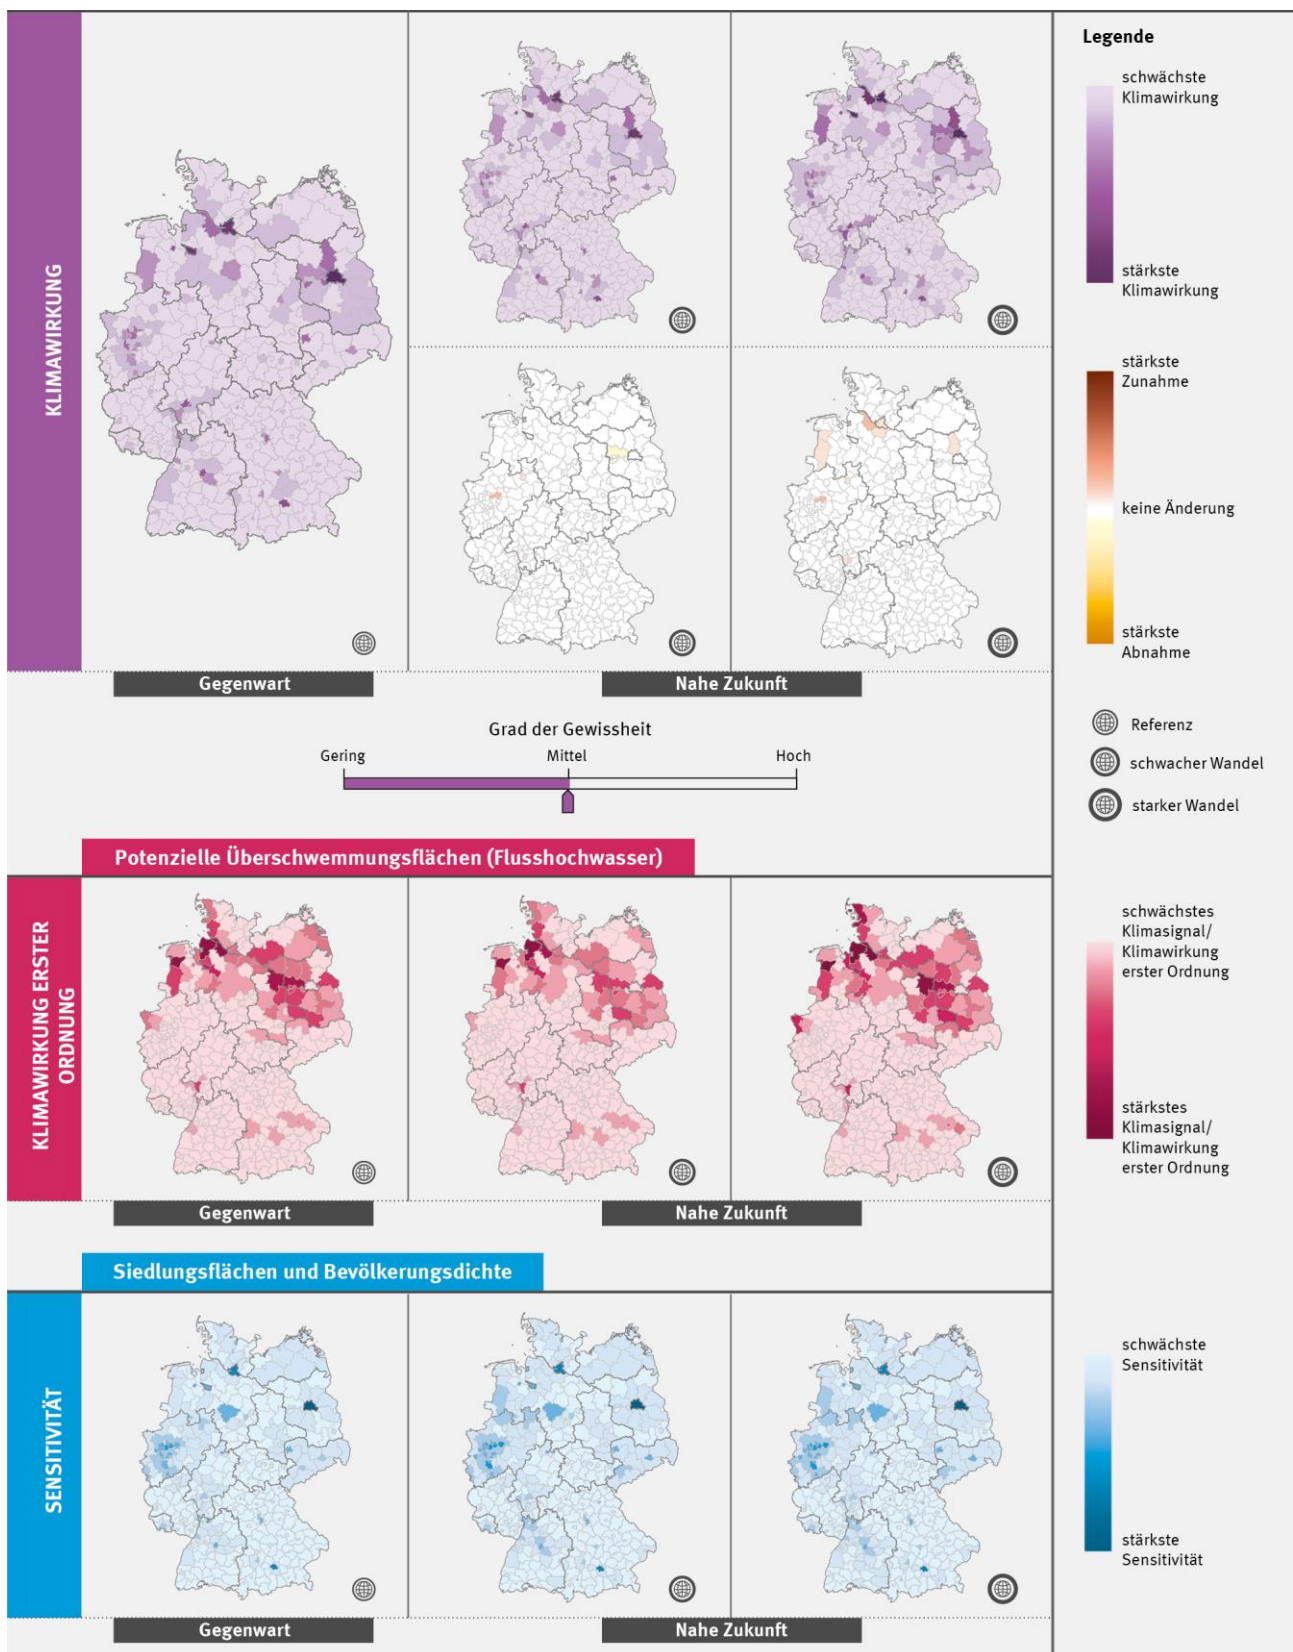 KLIMAWIRKUNG
Gegenwart
Nahe Zukunft
Grad der Gewissheit
Gering
Mittel
Hoch
Potenzielle Überschwemmungsflächen (Flusshochwasser)
KLIMAWIRKUNG ERSTER
ORDNUNG
Gegenwart
Nahe Zukunft
Siedlungsflächen und Bevölkerungsdichte
SENSITIVITÄT
Gegenwart
Nahe Zukunft
Legende
schwächste
Klimawirkung
stärkste
Klimawirkung
stärkste
Zunahme
keine Änderung
stärkste
Abnahme
Referenz
schwacher Wandel
starker Wandel
schwächstes
Klimasignal/
Klimawirkung
erster Ordnung
stärkstes
Klimasignal/
Klimawirkung
erster Ordnung
schwächste
Sensitivität
stärkste
Sensitivität